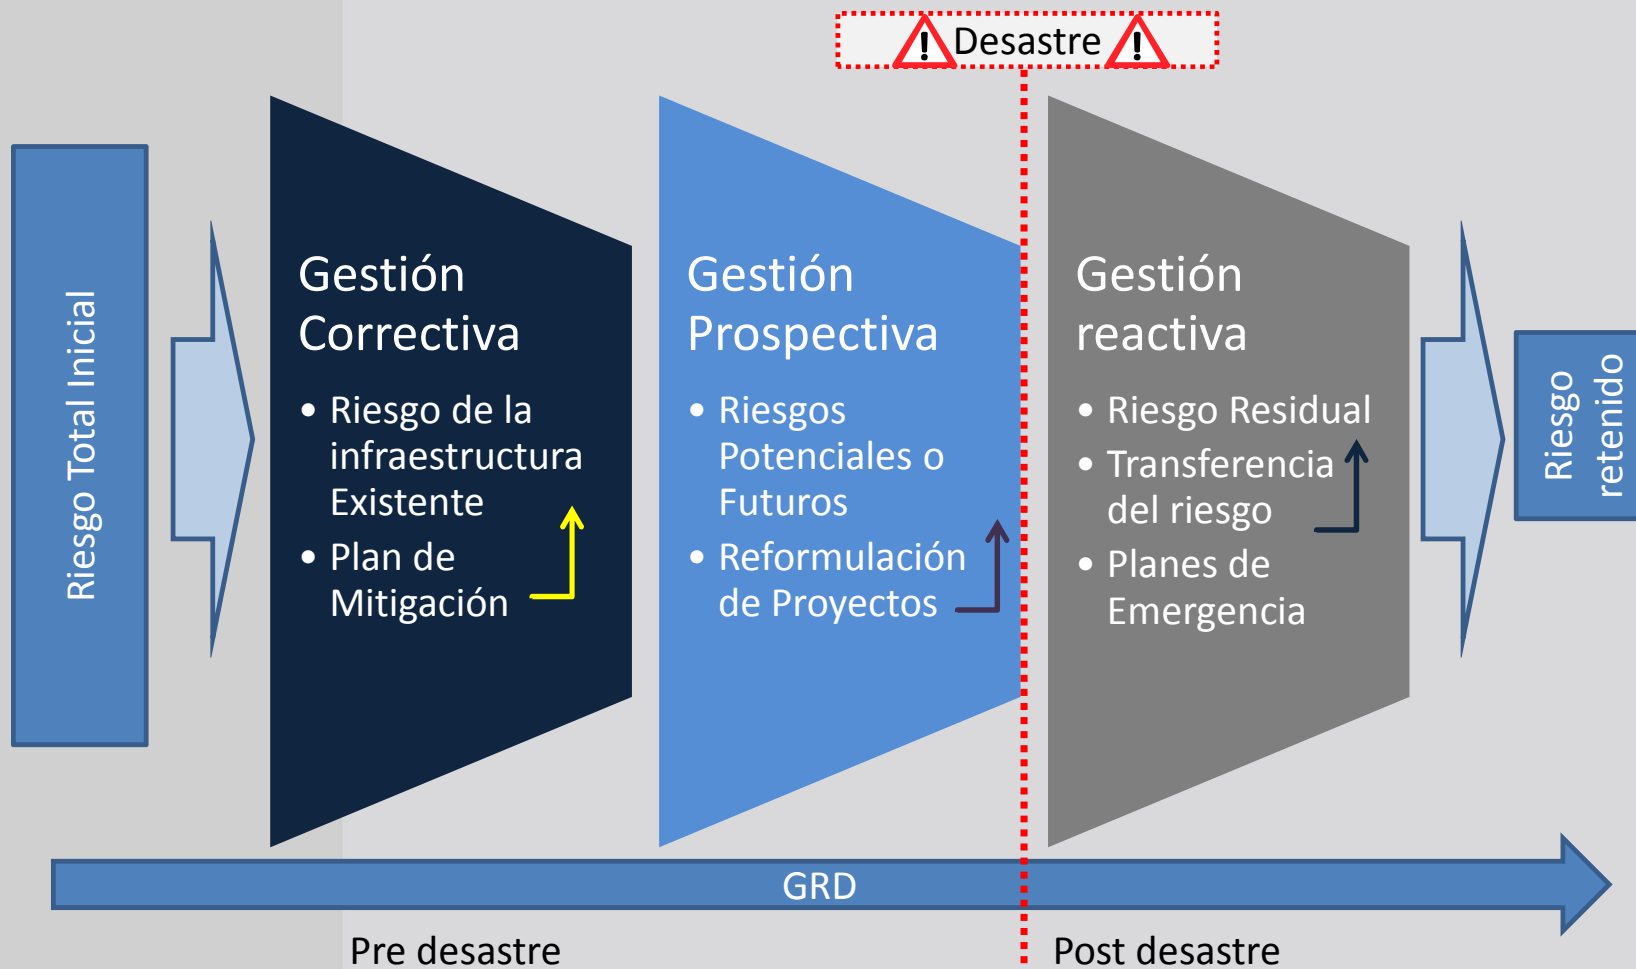 Desastre
Riesgo Total Inicial
Gestión
Correctiva
• Riesgo de la
infraestructura
Existente
• Plan de
Mitigación
Gestión
Prospectiva
• Riesgos
Potenciales o
Futuros
• Reformulación
de Proyectos
Gestión
reactiva
• Riesgo Residual
• Transferencia
del riesgo
• Planes de
Emergencia
Riesgo
retenido
GRD
Pre desastre
Post desastre